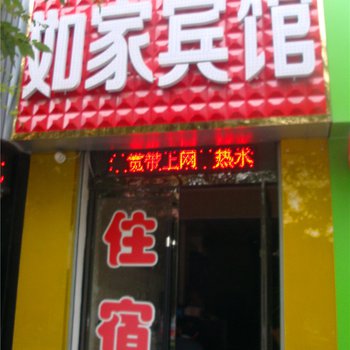 如家宾馆
宽带上网 热水
住宿